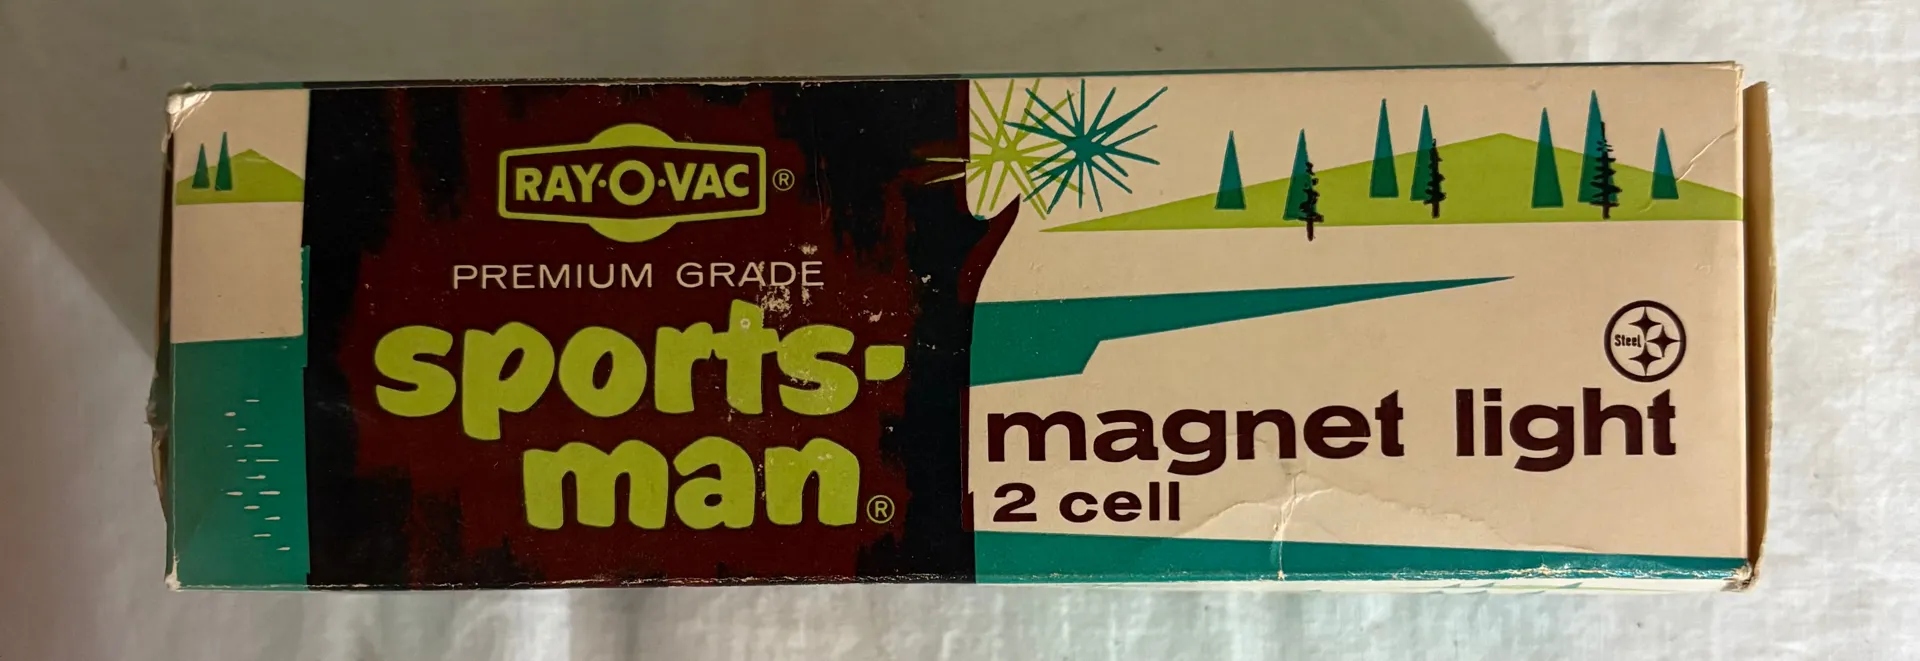 RAY·O·VAC®
PREMIUM GRADE
sports-
man®
Steel
magnet light
2 cell